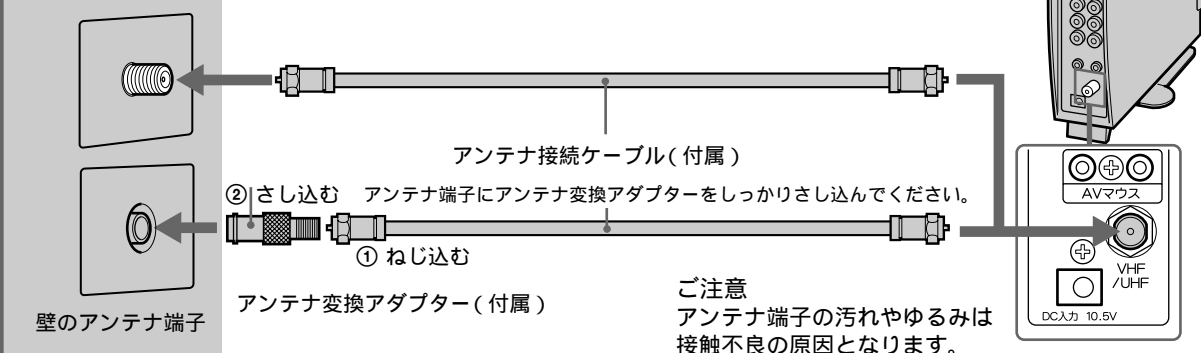 アンテナ接続ケーブル(付属)
②さし込む
アンテナ端子にアンテナ変換アダプターをしっかりさし込んでください。
① ねじ込む
アンテナ変換アダプター(付属)
壁のアンテナ端子
ご注意
アンテナ端子の汚れやゆるみは
接触不良の原因となります。
AVマウス
VHF
/UHF
DC入力 10.5V